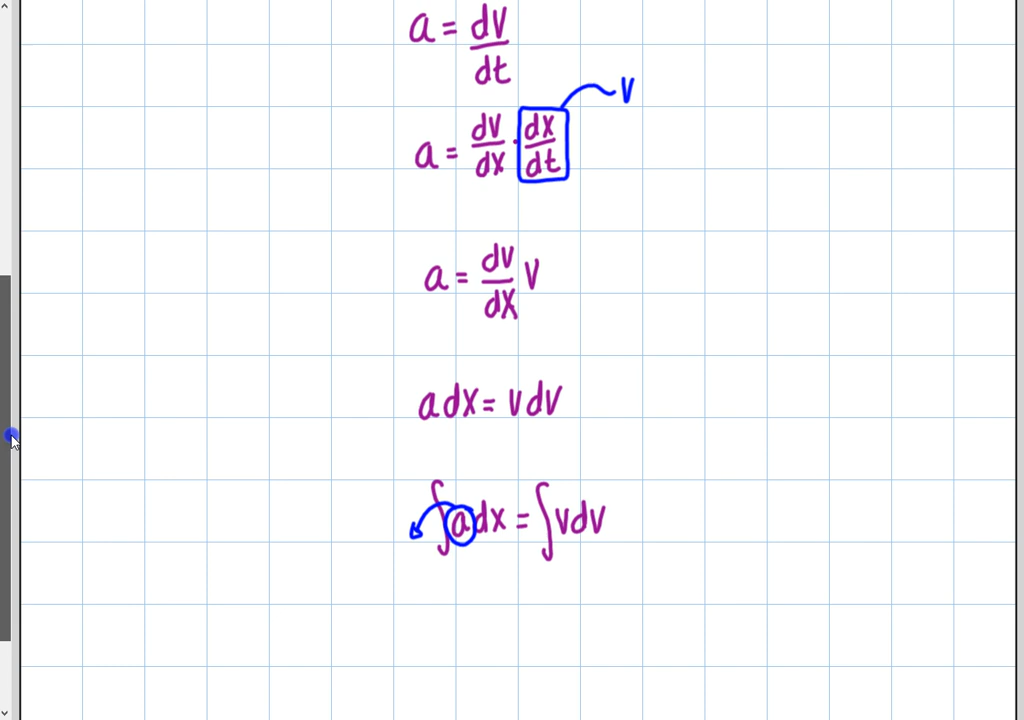 a = dv/dt
a = dv/dx · dx/dt v
a = dv/dx v
a dx = v dv
∫a dx = ∫v dv